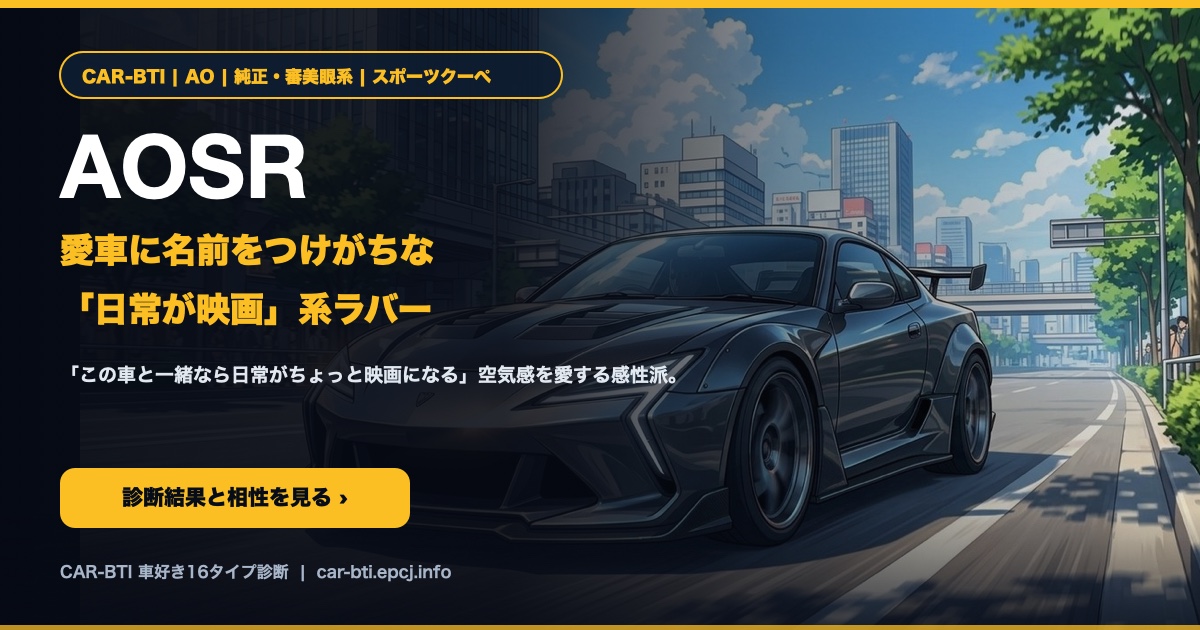 CAR-BTI | AO | 純正・審美眼系 | スポーツクーペ
AOSR
愛車に名前をつけがちな
「日常が映画」系ラバー
「この車と一緒なら日常がちょっと映画になる」空気感を愛する感性派。
診断結果と相性を見る ›
CAR-BTI 車好き16タイプ診断 | car-bti.epcj.info